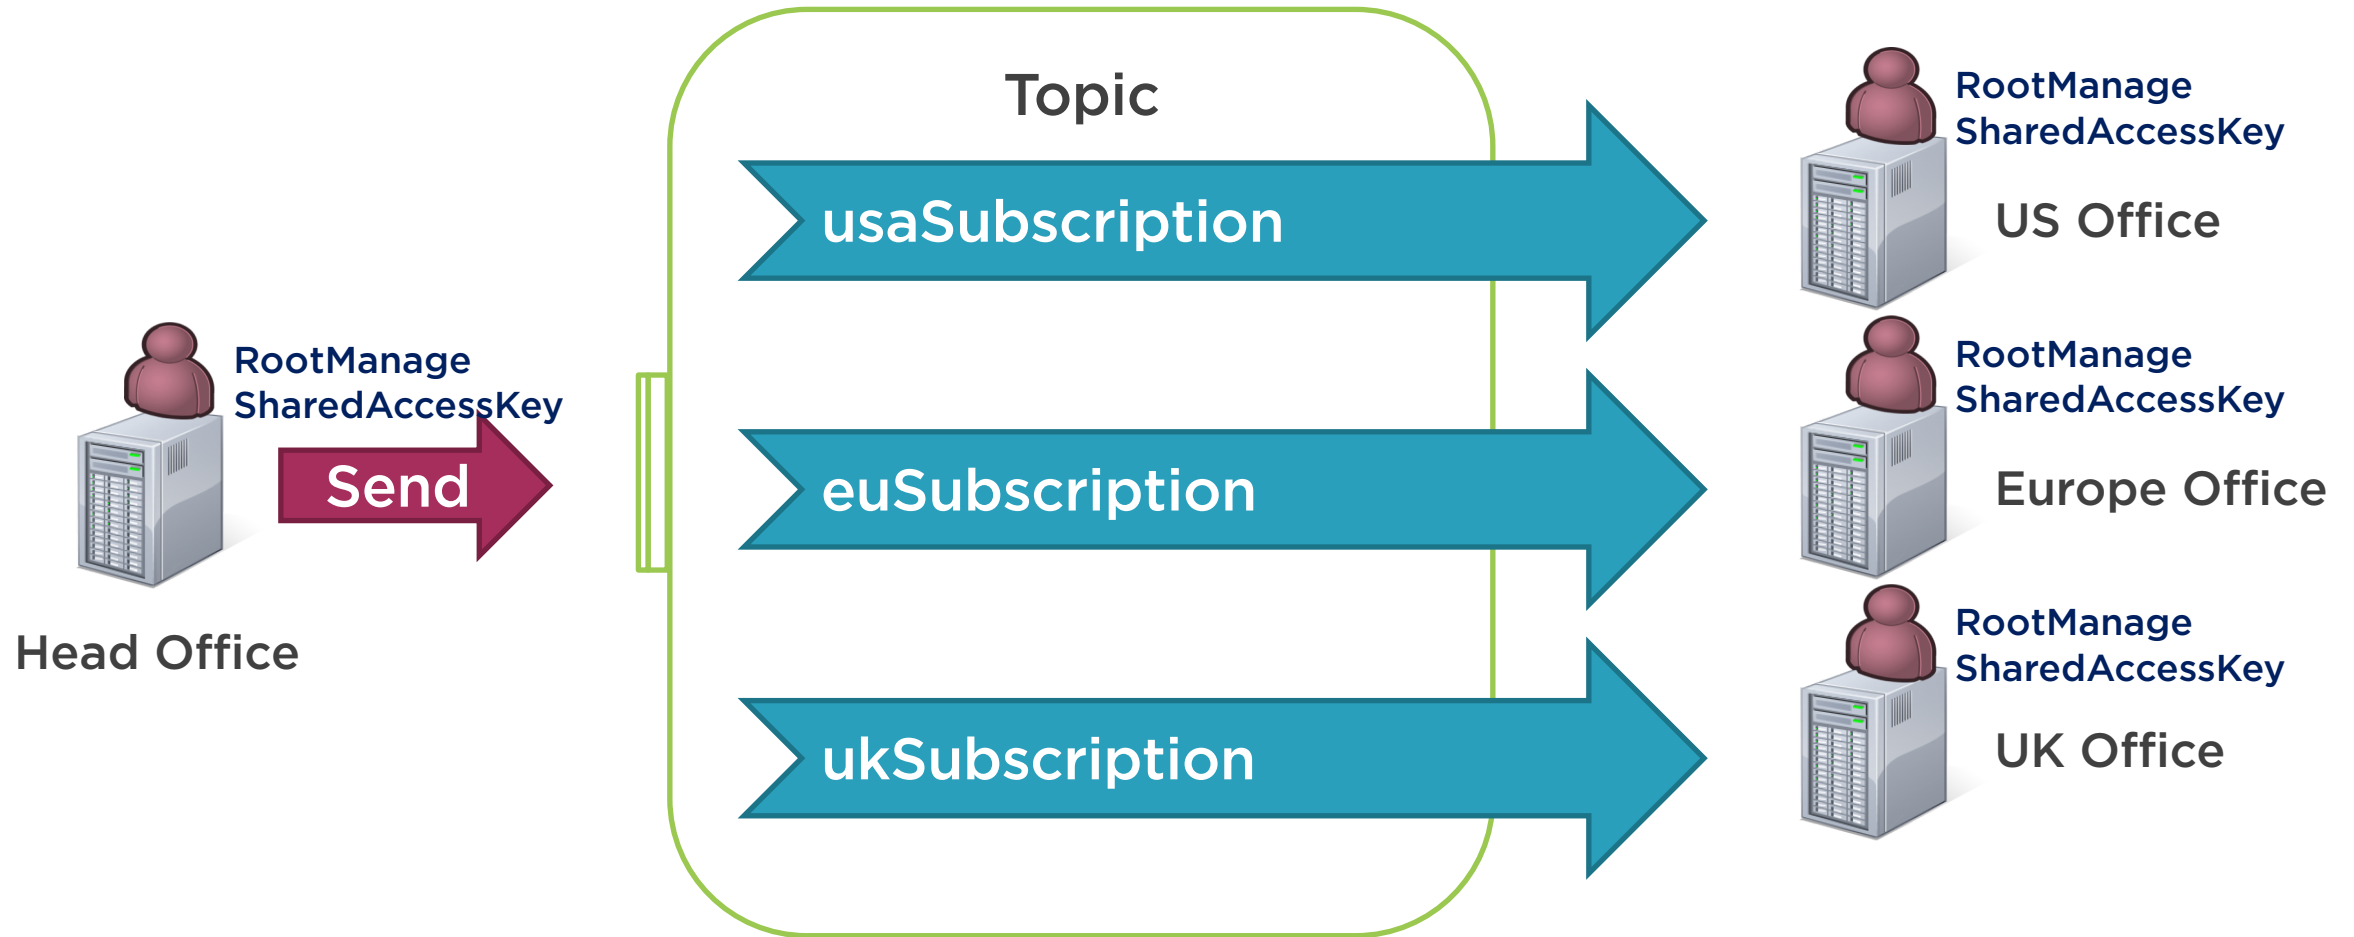 Topic
RootManage
SharedAccessKey
usaSubscription
US Office
RootManage
SharedAccessKey
Send
Head Office
euSubscription
RootManage
SharedAccessKey
Europe Office
ukSubscription
RootManage
SharedAccessKey
UK Office